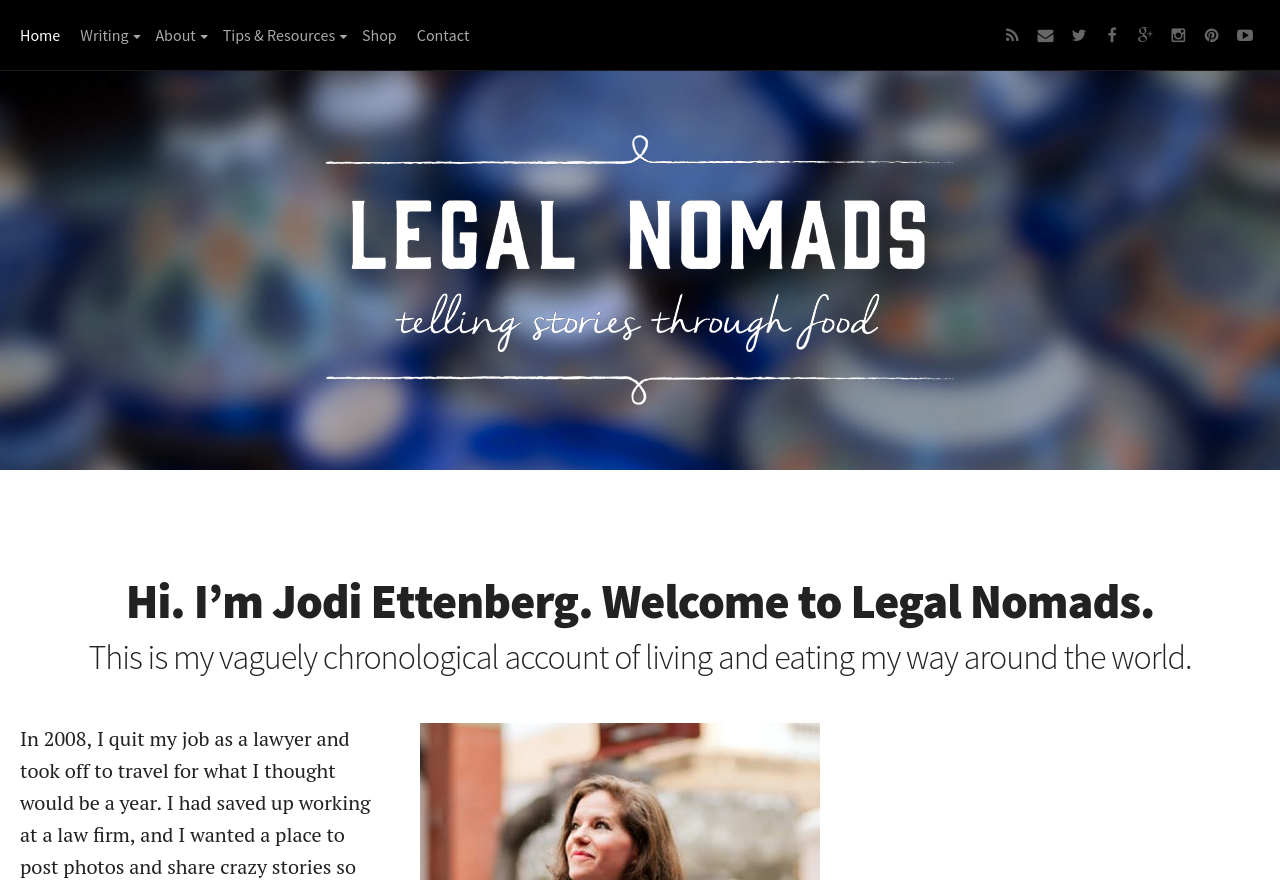 Home Writing About Tips & Resources Shop Contact
LEGAL NOMADS
telling stories through food
Hi. I’m Jodi Ettenberg. Welcome to Legal Nomads.
This is my vaguely chronological account of living and eating my way around the world.
In 2008, I quit my job as a lawyer and
took off to travel for what I thought
would be a year. I had saved up working
at a law firm, and I wanted a place to
post photos and share crazy stories so